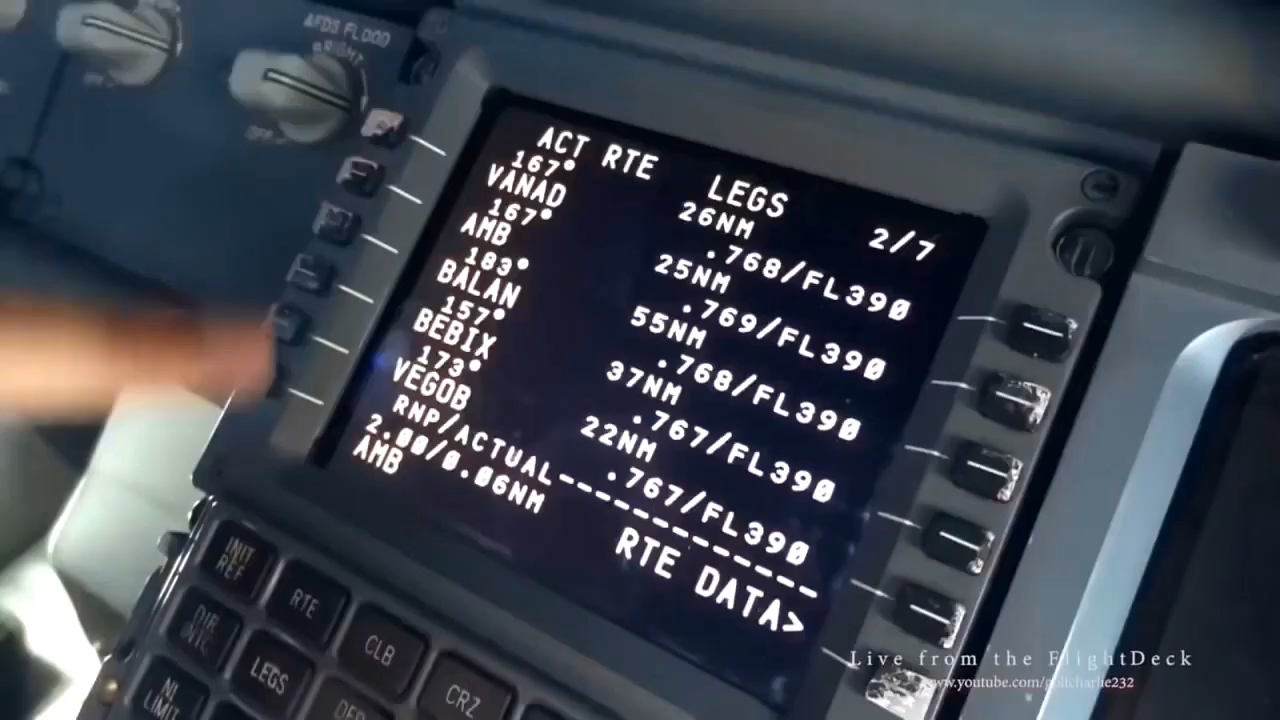 AFDS FLOOD
BRIGHT
OFF
ACT RTE LEGS 2/7
167° 26NM
VANAD .768/FL390
167° 25NM
AMB .769/FL390
183° 55NM
BALAN .768/FL390
157° 37NM
BEBIX .767/FL390
173° 22NM
VEGOB .767/FL390
RNP/ACTUAL----------
2.00/0.06NM RTE DATA>
AMB
INIT REF
RTE
CLB
CRZ
DIR INTC
LEGS
DEP
N1 LIMIT
Live from the FlightDeck